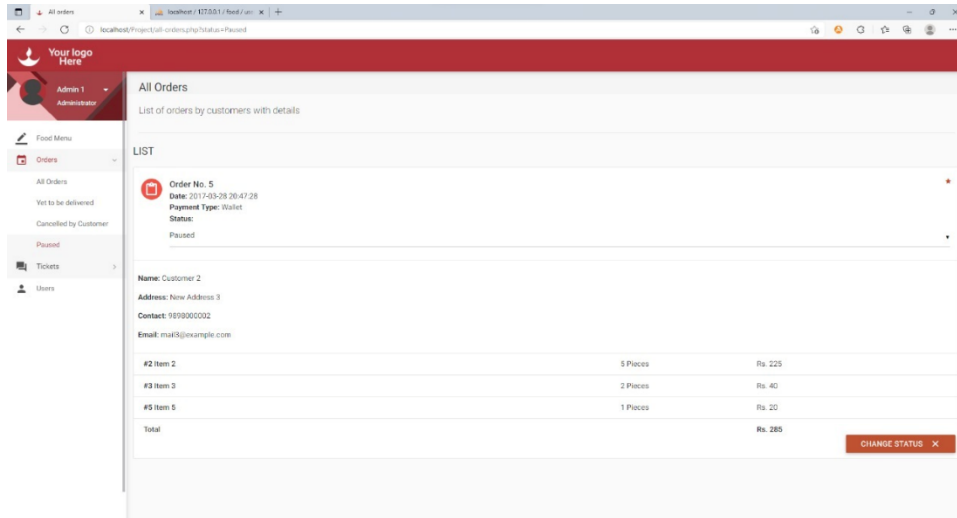 All orders
localhost / 127.0.0.1 / food /
localhost/Project/all-orders.php?status=Paused
Your logo
Here
Admin 1
Administrator
Food Menu
Orders
All Orders
Yet to be delivered
Cancelled by Customer
Paused
Tickets
Users
All Orders
List of orders by customers with details
LIST
Order No. 5
Date: 2017-03-28 20:47:28
Payment Type: Wallet
Status:
Paused
Name: Customer 2
Address: New Address 3
Contact: 9898000002
Email: mail3@example.com
#2 Item 2 5 Pieces Rs. 225
#3 Item 3 2 Pieces Rs. 40
#5 Item 5 1 Pieces Rs. 20
Total Rs. 285
CHANGE STATUS